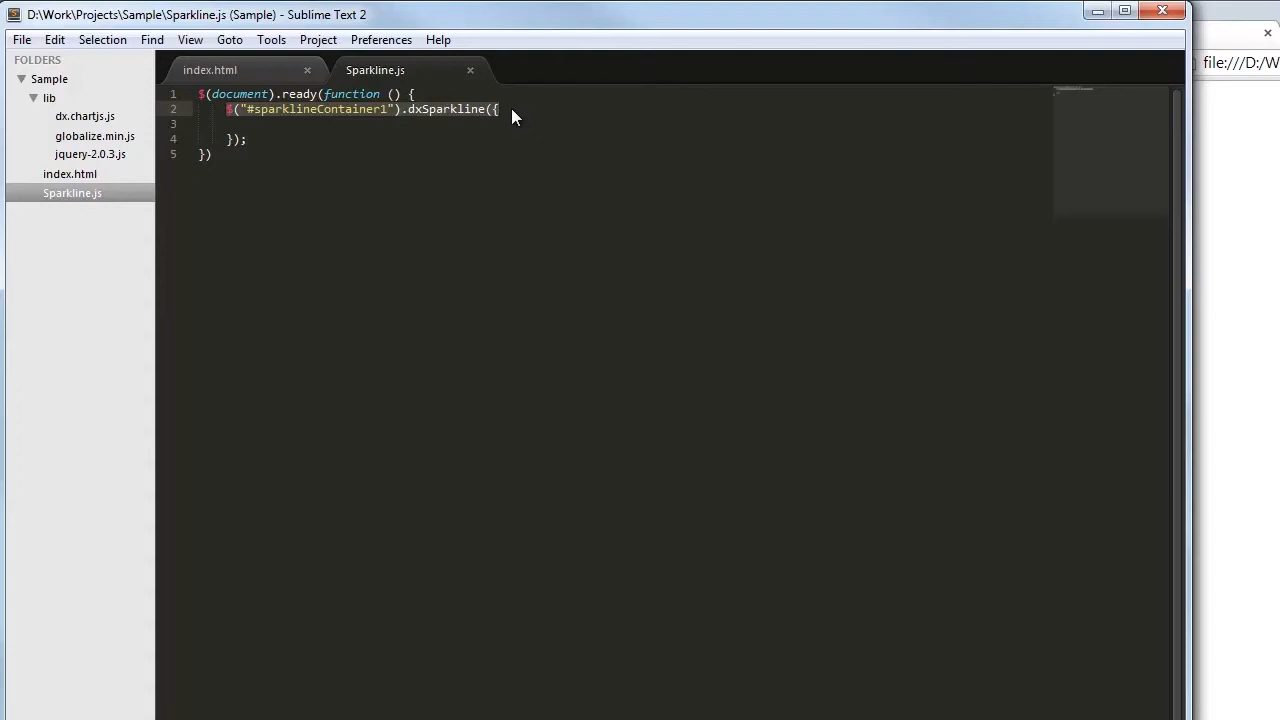 D:\Work\Projects\Sample\Sparkline.js (Sample) - Sublime Text 2
File Edit Selection Find View Goto Tools Project Preferences Help
FOLDERS
Sample
lib
dx.chartjs.js
globalize.min.js
jquery-2.0.3.js
index.html
Sparkline.js
index.html × Sparkline.js ×
1 $(document).ready(function () {
2 $("#sparklineContainer1").dxSparkline({
3
4 });
5 })
file:///D:/W